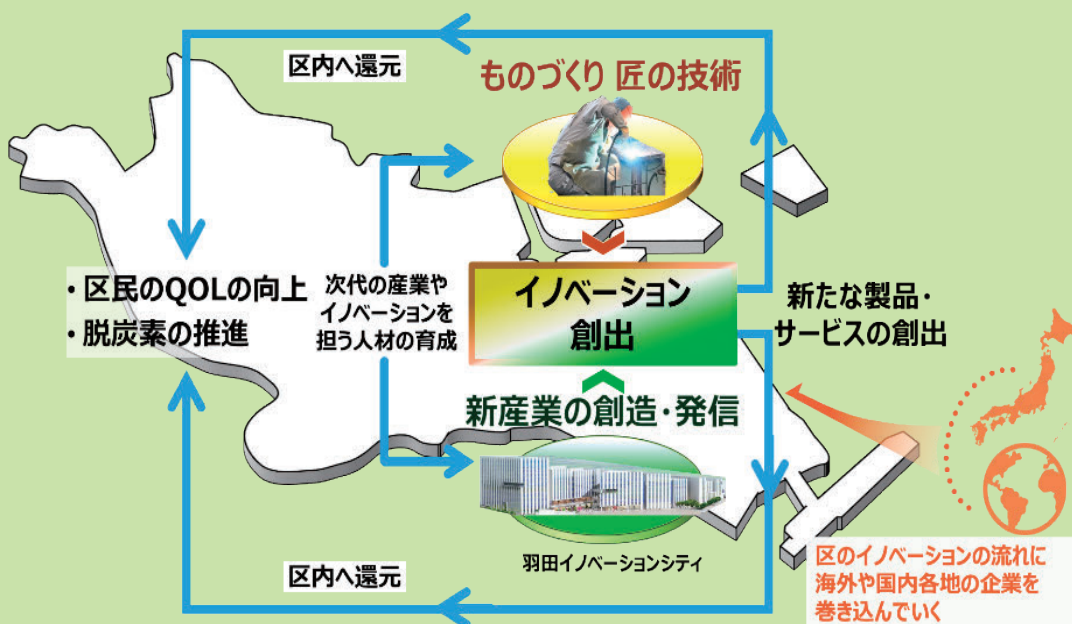 区内へ還元
ものづくり 匠の技術
・区民のQOLの向上
・脱炭素の推進
次代の産業や
イノベーションを
担う人材の育成
イノベーション
創出
新たな製品・
サービスの創出
新産業の創造・発信
羽田イノベーションシティ
区内へ還元
区のイノベーションの流れに
海外や国内各地の企業を
巻き込んでいく